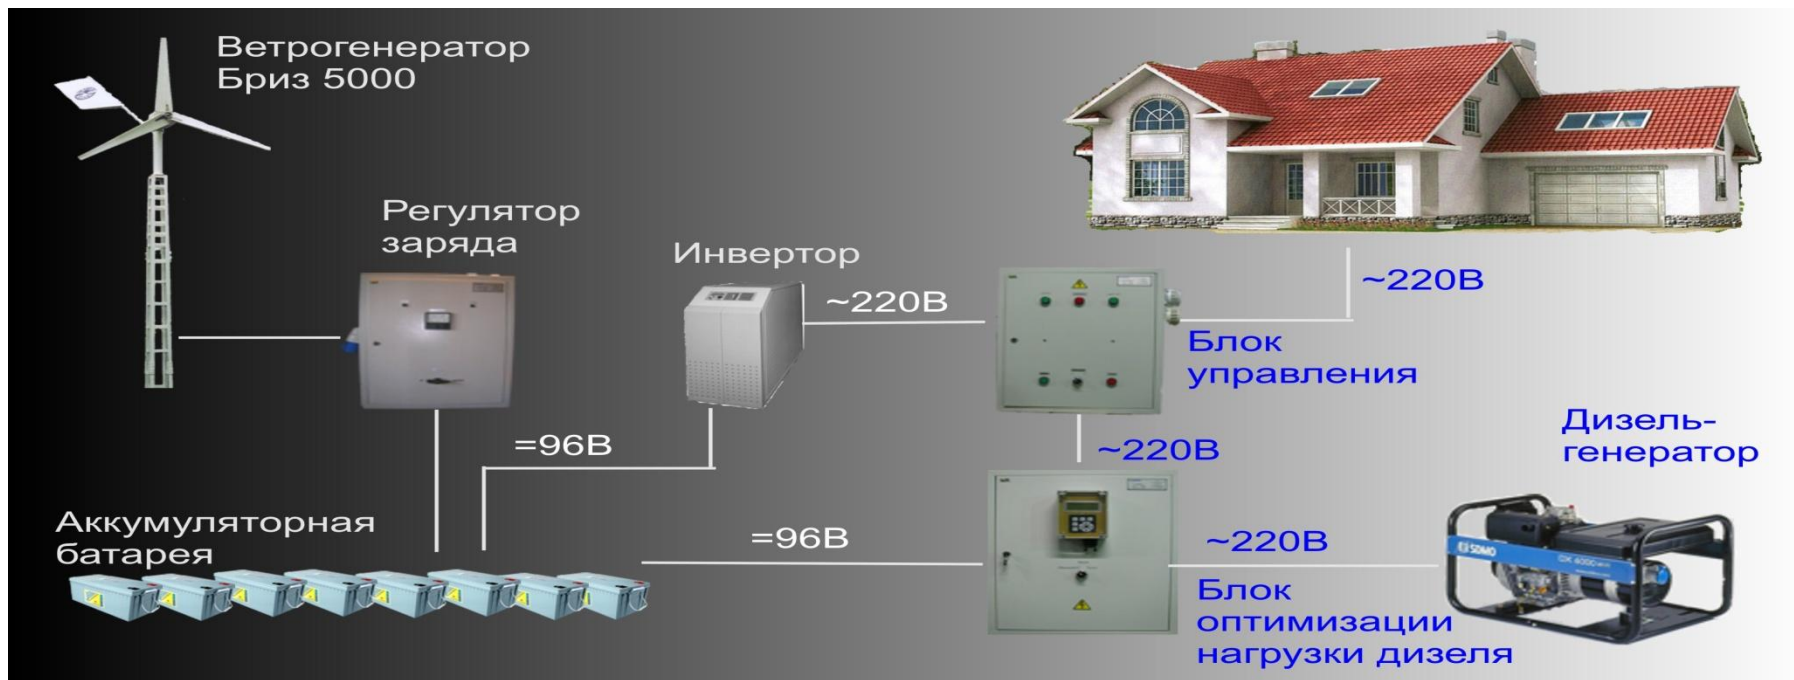 Ветрогенератор
Бриз 5000
Регулятор
заряда
Инвертор
~220В
~220В
Блок
управления
Дизель-
генератор
=96В
~220В
Аккумуляторная
батарея
=96В
~220В
SDMO
Блок
оптимизации
нагрузки дизеля